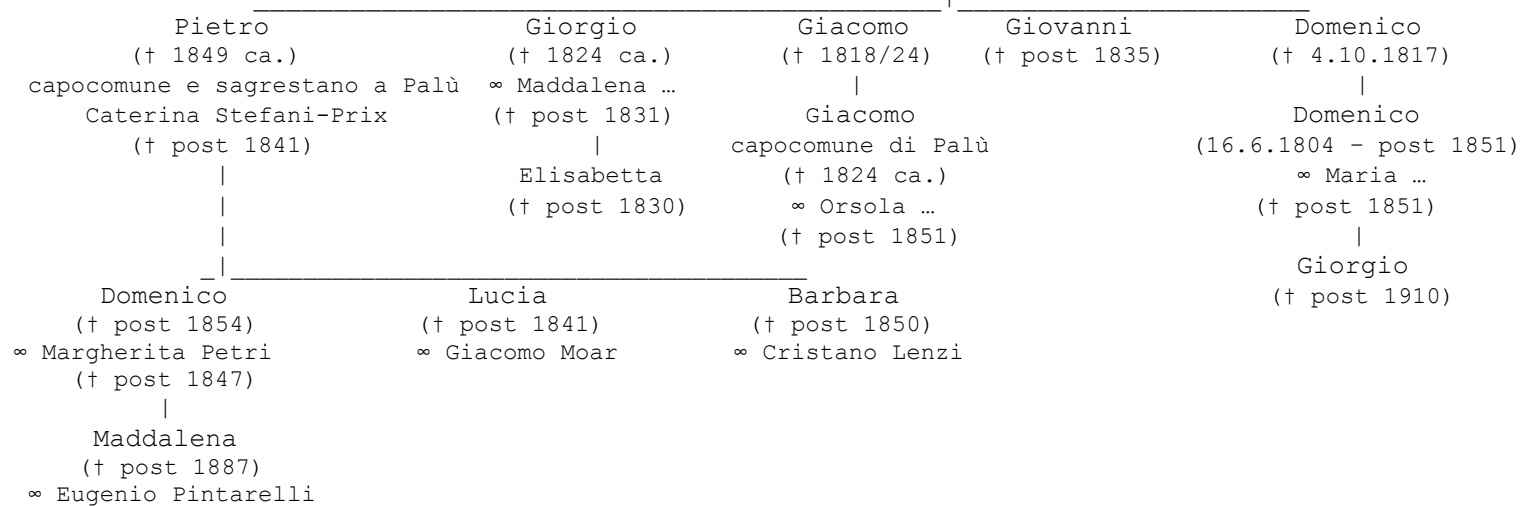 Pietro Giorgio Giacomo Giovanni Domenico
(† 1849 ca.) († 1824 ca.) († 1818/24) († post 1835) († 4.10.1817)
capocomune e sagrestano a Palù ∞ Maddalena …
Caterina Stefani-Prix († post 1831) Giacomo Domenico
(† post 1841) capocomune di Palù (16.6.1804 – post 1851)
Elisabetta († 1824 ca.) ∞ Maria …
(† post 1830) ∞ Orsola … († post 1851)
(† post 1851)
Giorgio
Domenico Lucia Barbara († post 1910)
(† post 1854) († post 1841) († post 1850)
∞ Margherita Petri ∞ Giacomo Moar ∞ Cristano Lenzi
(† post 1847)
Maddalena
(† post 1887)
∞ Eugenio Pintarelli